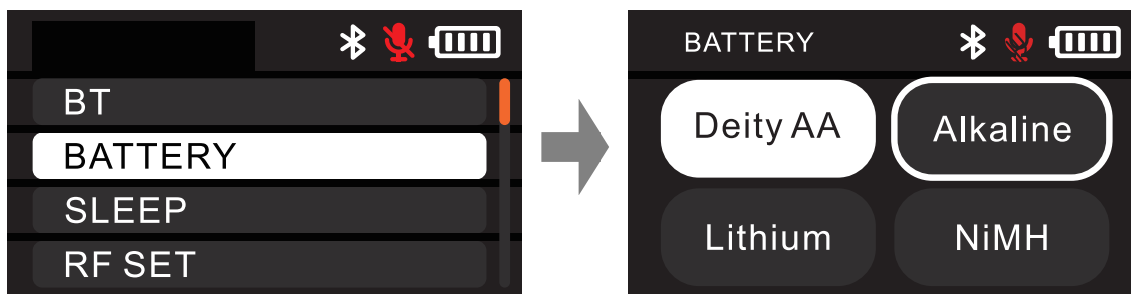 BT
BATTERY
SLEEP
RF SET
BATTERY
Deity AA Alkaline
Lithium NiMH